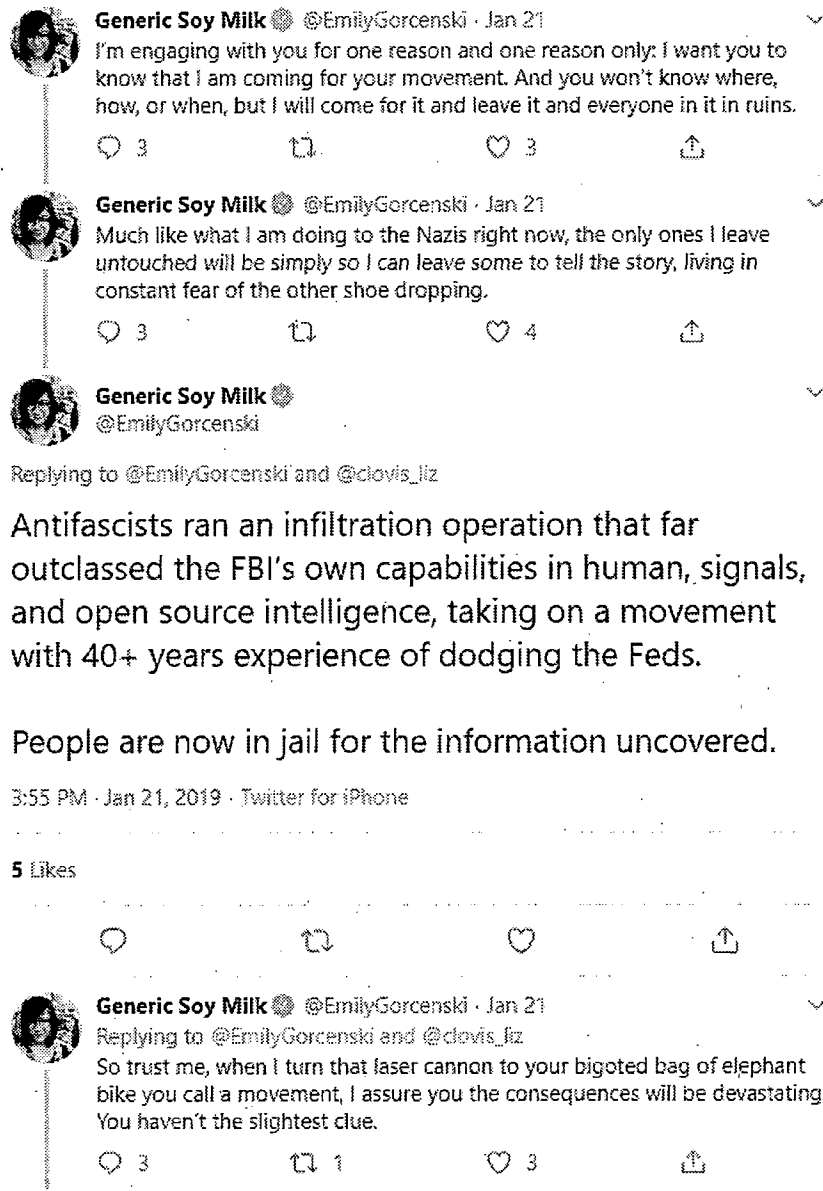 Generic Soy Milk @EmilyGorcenski · Jan 21
I'm engaging with you for one reason and one reason only: I want you to
know that I am coming for your movement. And you won't know where,
how, or when, but I will come for it and leave it and everyone in it in ruins.
3 3
Generic Soy Milk @EmilyGorcenski · Jan 21
Much like what I am doing to the Nazis right now, the only ones I leave
untouched will be simply so I can leave some to tell the story, living in
constant fear of the other shoe dropping.
3 4
Generic Soy Milk
@EmilyGorcenski
Replying to @EmilyGorcenski and @clovis_liz
Antifascists ran an infiltration operation that far
outclassed the FBI's own capabilities in human, signals,
and open source intelligence, taking on a movement
with 40+ years experience of dodging the Feds.
People are now in jail for the information uncovered.
3:55 PM · Jan 21, 2019 · Twitter for iPhone
5 Likes
Generic Soy Milk @EmilyGorcenski · Jan 21
Replying to @EmilyGorcenski and @clovis_liz
So trust me, when I turn that laser cannon to your bigoted bag of elephant
bike you call a movement, I assure you the consequences will be devastating
You haven't the slightest clue.
3 1 3